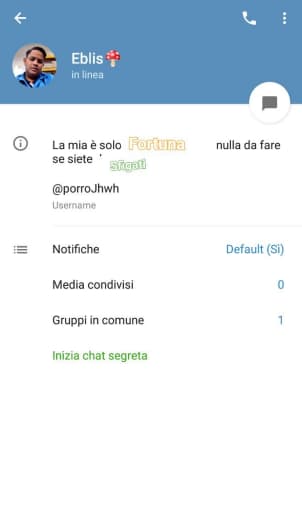 Eblis🍄
in linea
La mia è solo Fortuna nulla da fare
se siete ' Sfigati
@porroJhwh
Username
Notifiche Default (Sì)
Media condivisi 0
Gruppi in comune 1
Inizia chat segreta